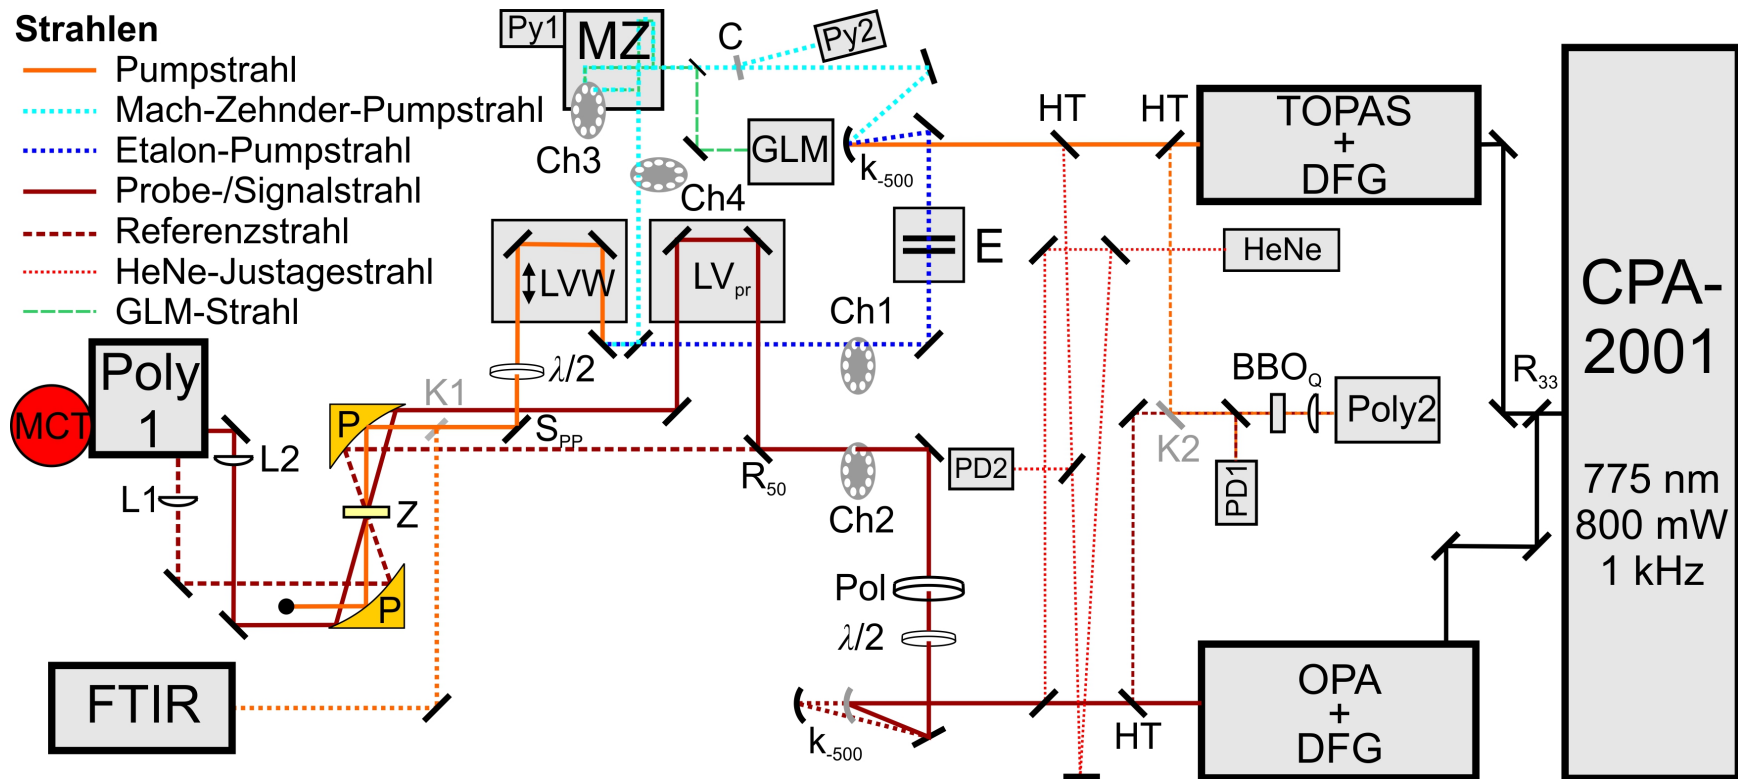 Strahlen
Pumpstrahl
Mach-Zehnder-Pumpstrahl
Etalon-Pumpstrahl
Probe-/Signalstrahl
Referenzstrahl
HeNe-Justagestrahl
GLM-Strahl
Py1
MZ
C
Py2
Ch3
GLM
k-500
HT
HT
TOPAS
+
DFG
Ch4
LVW
LVpr
E
HeNe
CPA-
2001
775 nm
800 mW
1 kHz
Ch1
R33
λ/2
BBOQ
Poly2
K2
PD1
Poly
1
MCT
K1
P
SPP
L2
L1
R50
Ch2
PD2
Z
P
Pol
λ/2
FTIR
k-500
HT
OPA
+
DFG